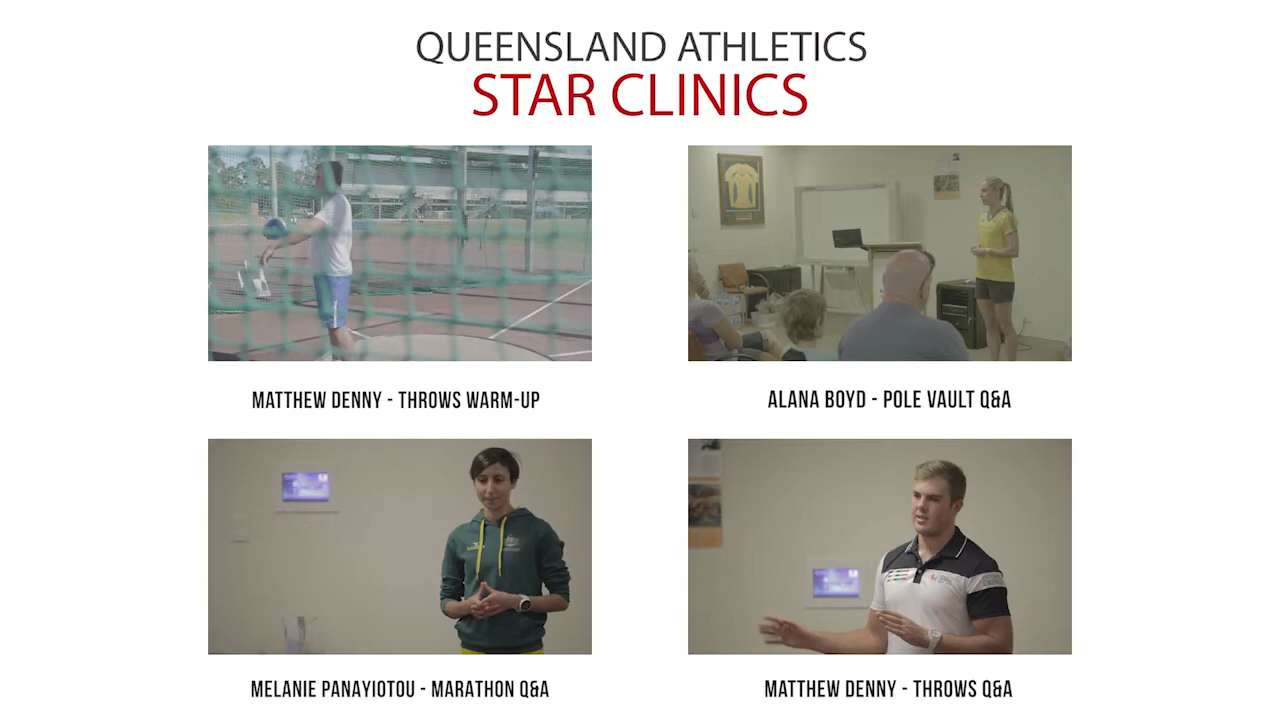 QUEENSLAND ATHLETICS
STAR CLINICS
MATTHEW DENNY - THROWS WARM-UP
ALANA BOYD - POLE VAULT Q&A
MELANIE PANAYIOTOU - MARATHON Q&A
MATTHEW DENNY - THROWS Q&A